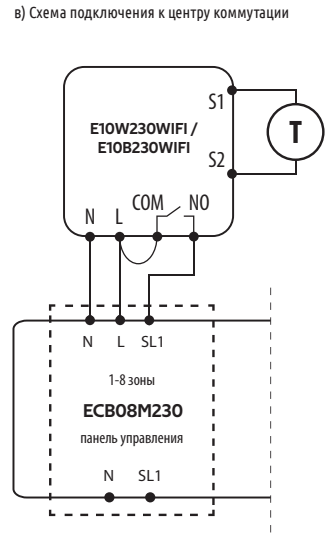 в) Схема подключения к центру коммутации
S1
E10W230WIFI /
E10B230WIFI
T
S2
N L COM NO
N L SL1
1-8 зоны
ECB08M230
панель управления
N SL1